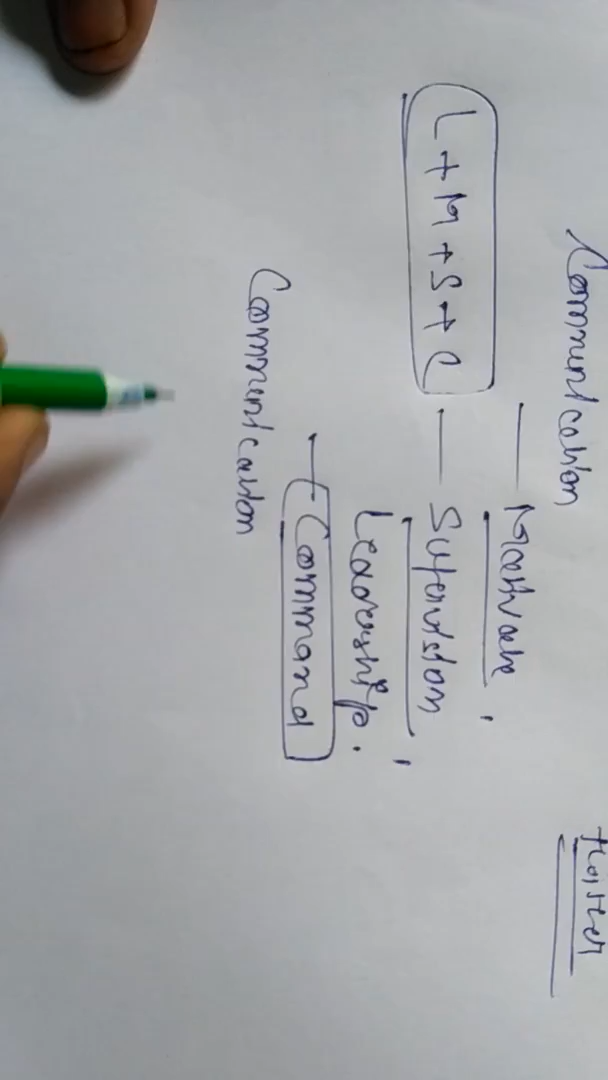 Communication
— Motivate,
L + M + S + C — Supervision,
Leadership.
— Command
Communication